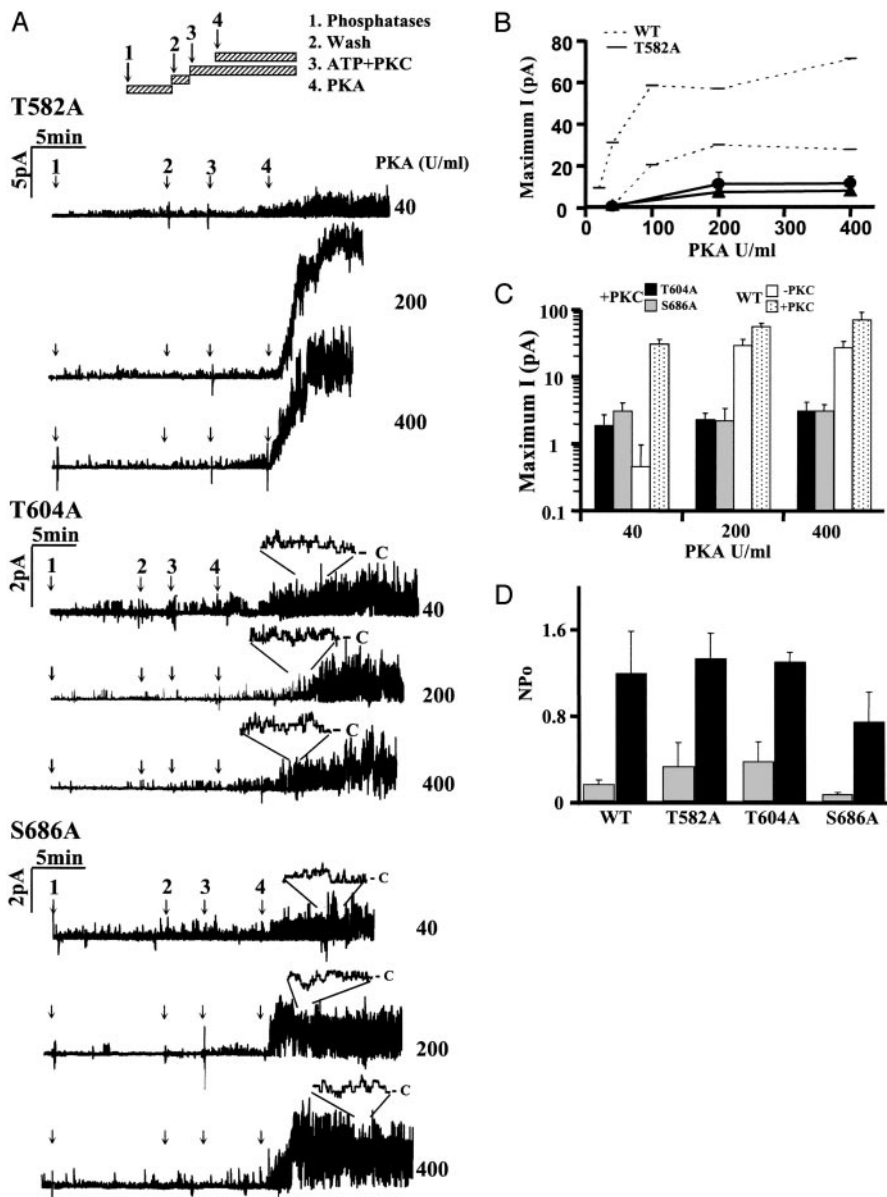 A
1 2 3 4
1. Phosphatases
2. Wash
3. ATP+PKC
4. PKA
T582A
5min
5pA
1 2 3 4
PKA (U/ml)
40
200
400
T604A
5min
2pA
1 2 3 4
- C
40
- C
200
- C
400
S686A
5min
2pA
1 2 3 4
- C
40
- C
200
- C
400
B
WT
T582A
Maximum I (pA)
80
60
40
20
0
0 100 200 300 400
PKA U/ml
C
+PKC
T604A
S686A
WT
-PKC
+PKC
Maximum I (pA)
100
10
1
0.1
40 200 400
PKA U/ml
D
NPo
1.6
0.8
0
WT T582A T604A S686A